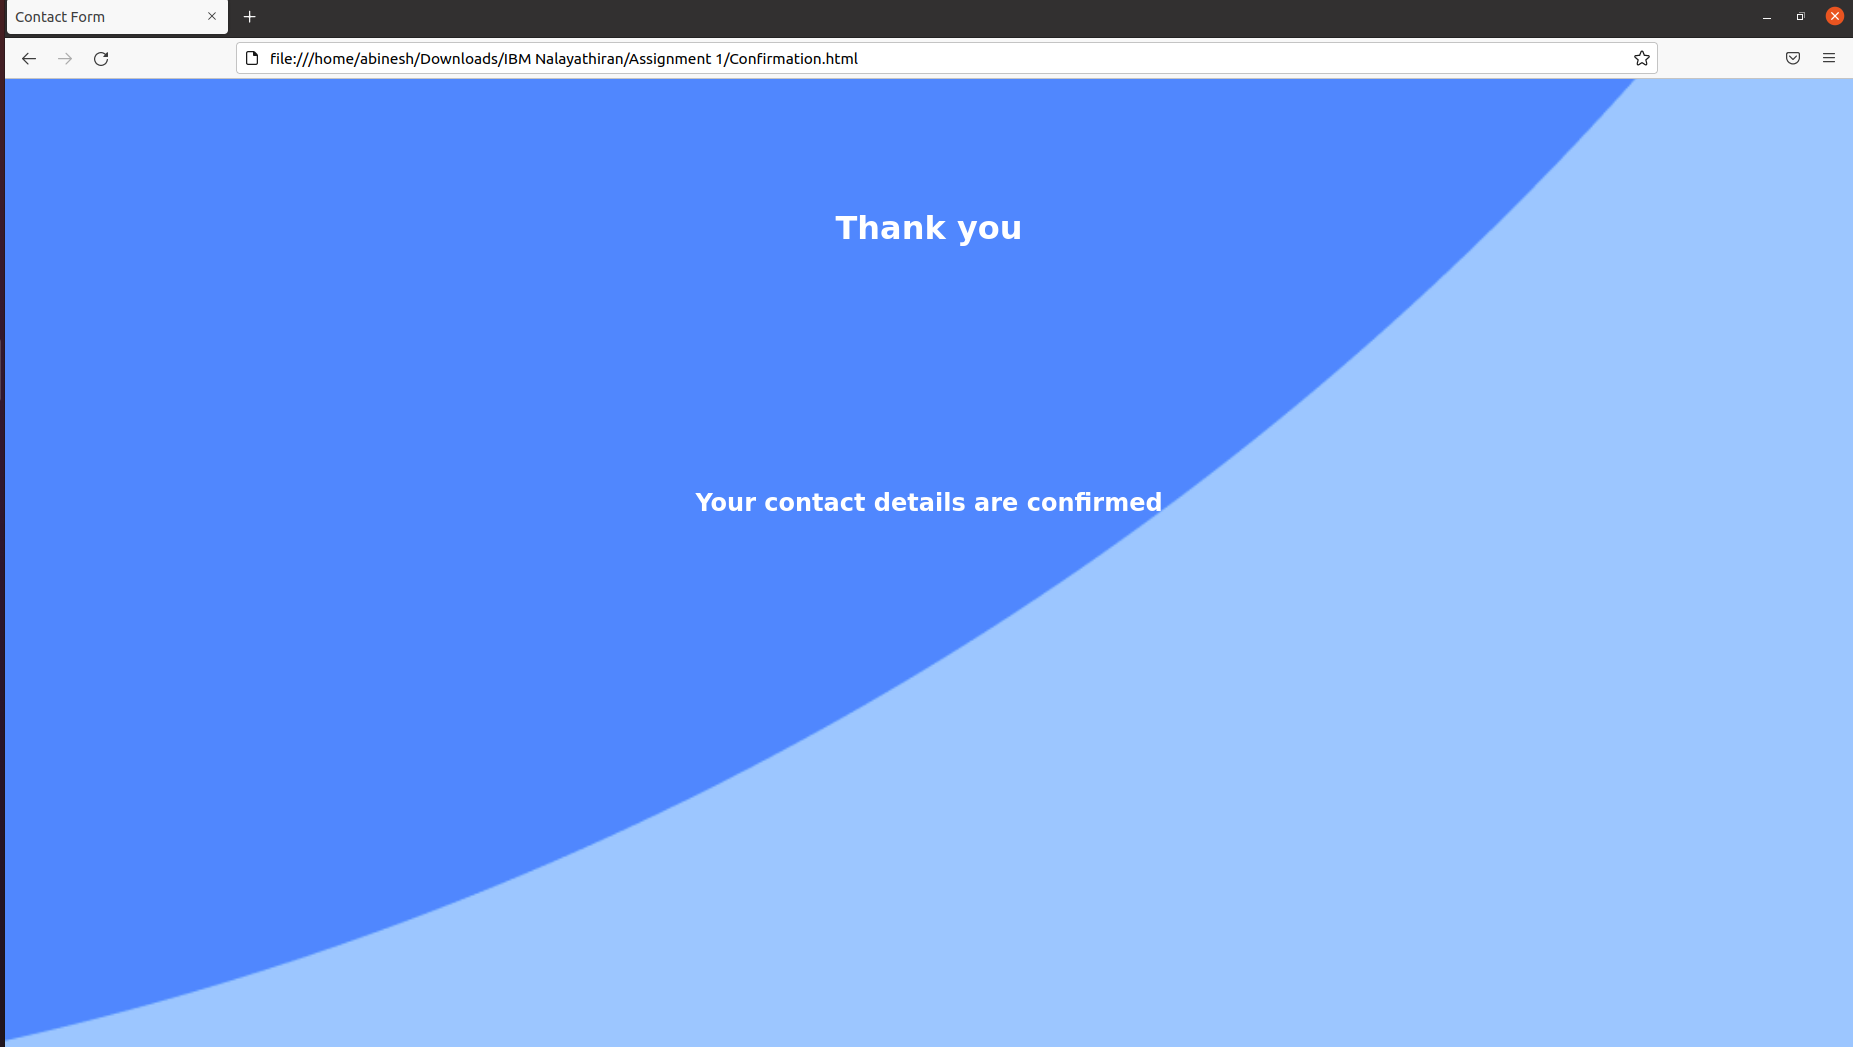 Contact Form
file:///home/abinesh/Downloads/IBM Nalayathiran/Assignment 1/Confirmation.html
Thank you
Your contact details are confirmed